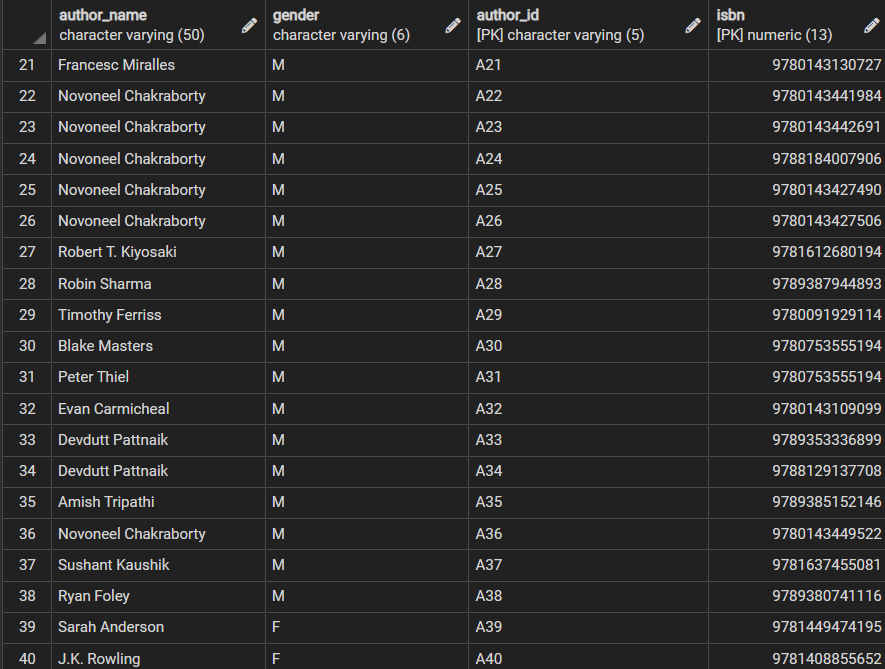 author_name gender author_id isbn
character varying (50) character varying (6) [PK] character varying (5) [PK] numeric (13)
21 Francesc Miralles M A21 9780143130727
22 Novoneel Chakraborty M A22 9780143441984
23 Novoneel Chakraborty M A23 9780143442691
24 Novoneel Chakraborty M A24 9788184007906
25 Novoneel Chakraborty M A25 9780143427490
26 Novoneel Chakraborty M A26 9780143427506
27 Robert T. Kiyosaki M A27 9781612680194
28 Robin Sharma M A28 9789387944893
29 Timothy Ferriss M A29 9780091929114
30 Blake Masters M A30 9780753555194
31 Peter Thiel M A31 9780753555194
32 Evan Carmicheal M A32 9780143109099
33 Devdutt Pattnaik M A33 9789353336899
34 Devdutt Pattnaik M A34 9788129137708
35 Amish Tripathi M A35 9789385152146
36 Novoneel Chakraborty M A36 9780143449522
37 Sushant Kaushik M A37 9781637455081
38 Ryan Foley M A38 9789380741116
39 Sarah Anderson F A39 9781449474195
40 J.K. Rowling F A40 9781408855652